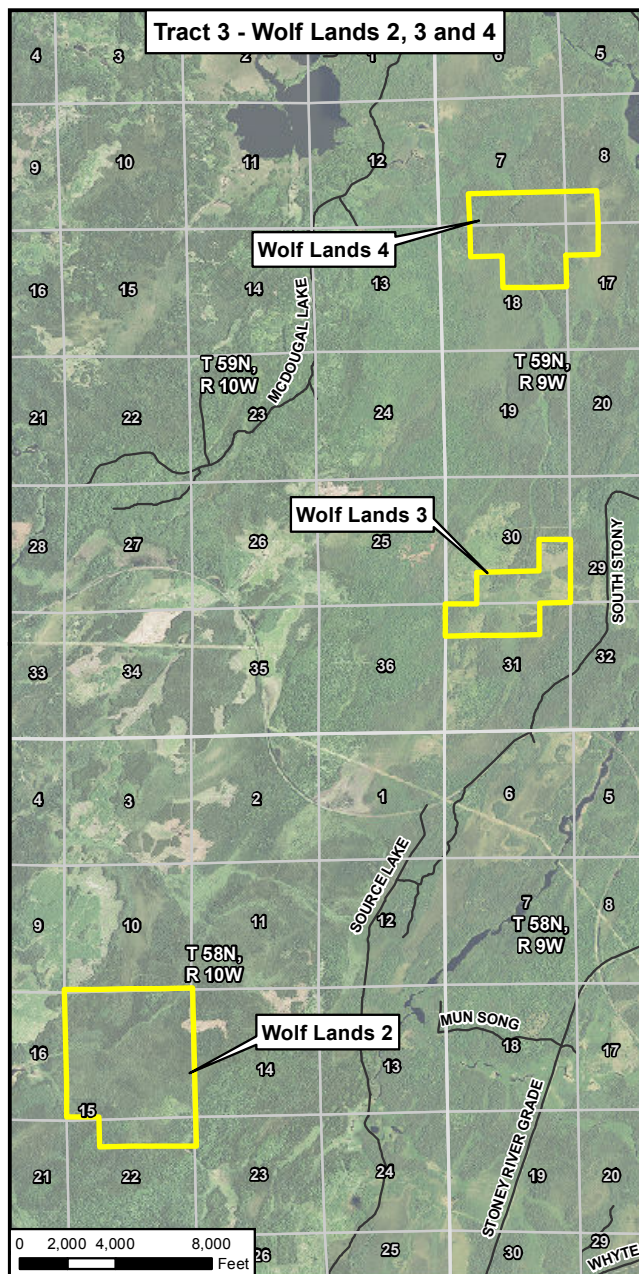 Tract 3 - Wolf Lands 2, 3 and 4
4 3 2 1 6 5
9 10 11 12 7 8
Wolf Lands 4
16 15 14 13 18 17
McDOUGAL LAKE
T 59N,
R 10W
T 59N,
R 9W
21 22 23 24 19 20
Wolf Lands 3
28 27 26 25 30 29
SOUTH STONY
33 34 35 36 31 32
4 3 2 1 6 5
SOURCE LAKE
9 10 11 12 7 8
T 58N,
R 10W
T 58N,
R 9W
MUN SONG
Wolf Lands 2
16 15 14 13 18 17
STONEY RIVER GRADE
21 22 23 24 19 20
26 25 30 29
WHYTE
0 2,000 4,000 8,000
Feet